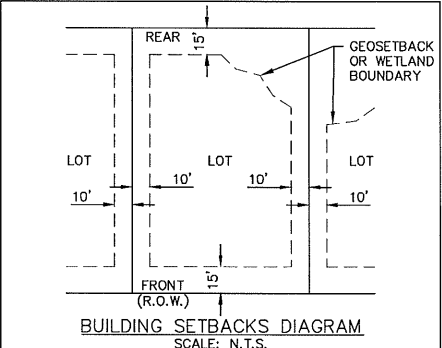 REAR
15'
GEOSETBACK
OR WETLAND
BOUNDARY
LOT
LOT
LOT
10'
10'
10'
10'
15'
FRONT
(R.O.W.)
BUILDING SETBACKS DIAGRAM
SCALE: N.T.S.